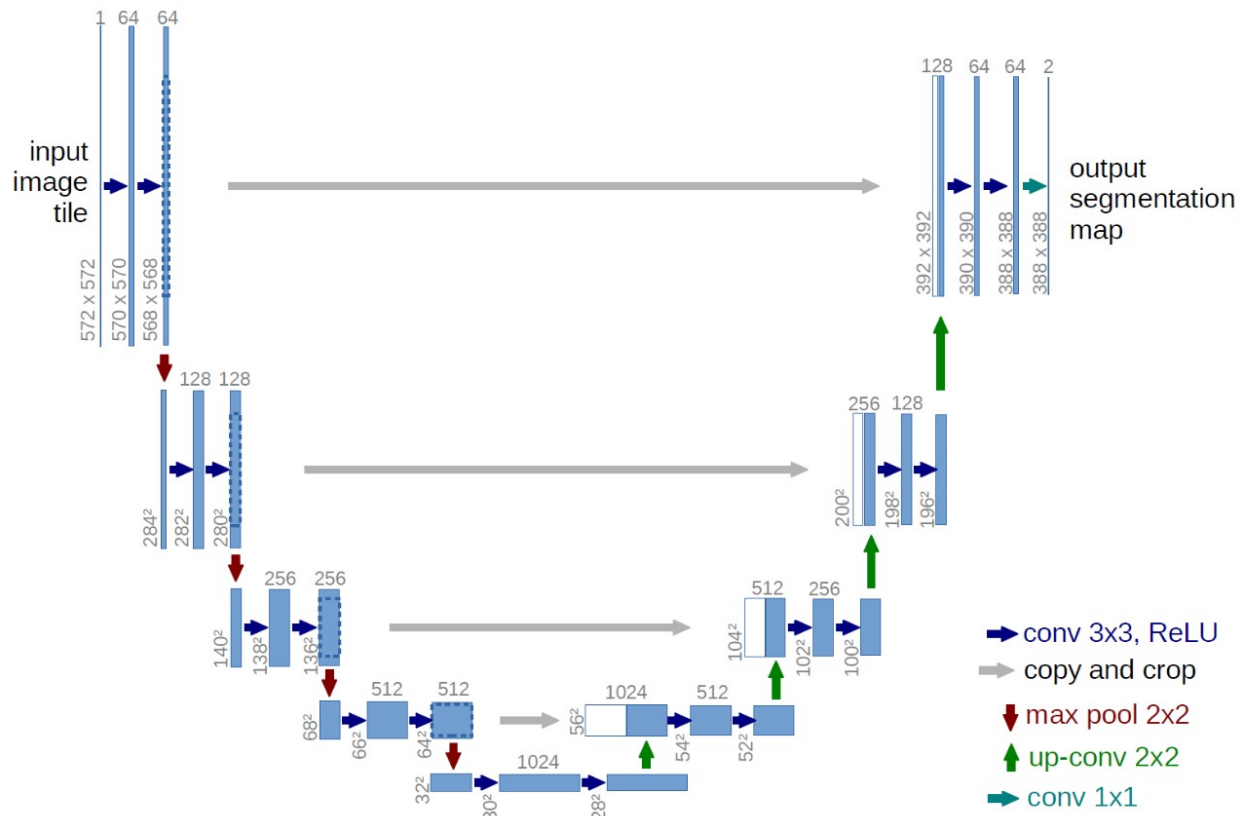 1 64 64
128
64 64 2
input
image
tile
output
segmentation
map
572 x 572
570 x 570
568 x 568
392 x 392
390 x 390
388 x 388
388 x 388
128 128
256 128
284²
282²
280²
200²
198²
196²
256 256
512 256
140²
138²
136²
104²
102²
100²
512 512
1024 512
68²
66²
64²
56²
54²
52²
1024
32²
30²
28²
conv 3x3, ReLU
copy and crop
max pool 2x2
up-conv 2x2
conv 1x1